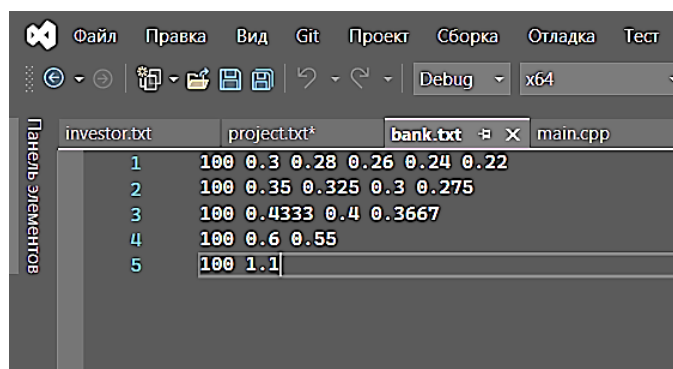 Файл Правка Вид Git Проект Сборка Отладка Тест
Debug x64
Панель элементов
investor.txt project.txt* bank.txt main.cpp
1 100 0.3 0.28 0.26 0.24 0.22
2 100 0.35 0.325 0.3 0.275
3 100 0.4333 0.4 0.3667
4 100 0.6 0.55
5 100 1.1